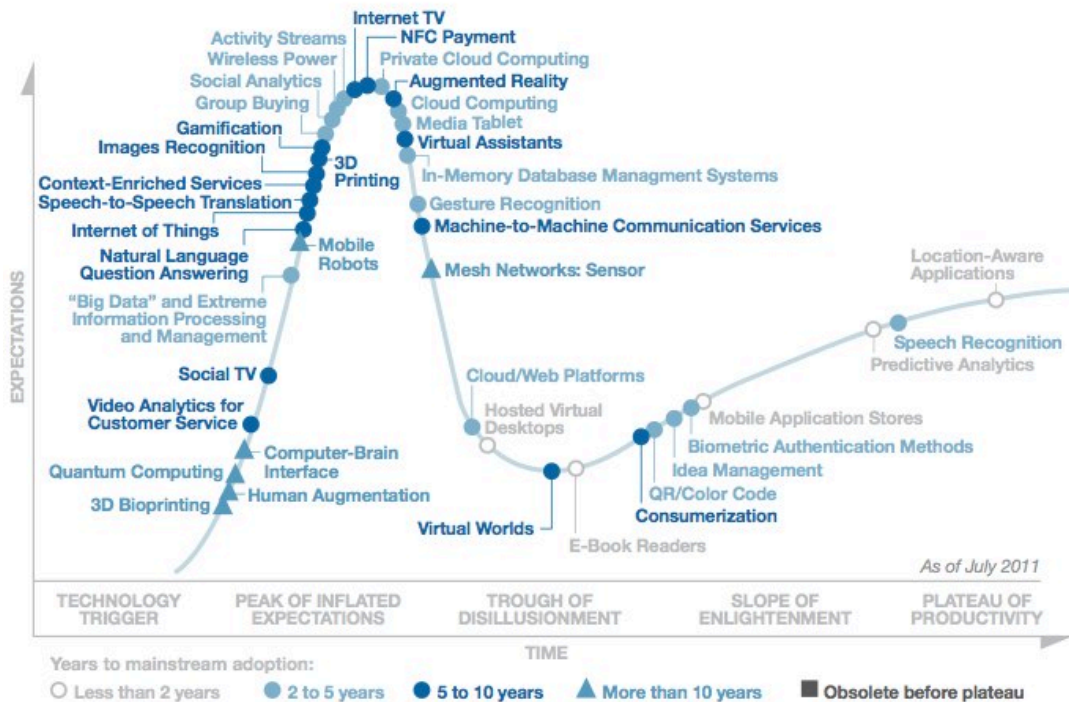 Internet TV
NFC Payment
Activity Streams
Wireless Power
Private Cloud Computing
Social Analytics
Augmented Reality
Group Buying
Cloud Computing
Gamification
Media Tablet
Images Recognition
Virtual Assistants
3D
Printing
In-Memory Database Managment Systems
Context-Enriched Services
Speech-to-Speech Translation
Gesture Recognition
Internet of Things
Machine-to-Machine Communication Services
Natural Language
Question Answering
Mobile
Robots
Mesh Networks: Sensor
Location-Aware
Applications
"Big Data" and Extreme
Information Processing
and Management
EXPECTATIONS
Speech Recognition
Predictive Analytics
Social TV
Cloud/Web Platforms
Video Analytics for
Customer Service
Hosted Virtual
Desktops
Mobile Application Stores
Biometric Authentication Methods
Computer-Brain
Interface
Quantum Computing
Idea Management
Human Augmentation
QR/Color Code
3D Bioprinting
Consumerization
Virtual Worlds
E-Book Readers
As of July 2011
TECHNOLOGY
TRIGGER
PEAK OF INFLATED
EXPECTATIONS
TROUGH OF
DISILLUSIONMENT
SLOPE OF
ENLIGHTENMENT
PLATEAU OF
PRODUCTIVITY
TIME
Years to mainstream adoption:
Less than 2 years
2 to 5 years
5 to 10 years
More than 10 years
Obsolete before plateau